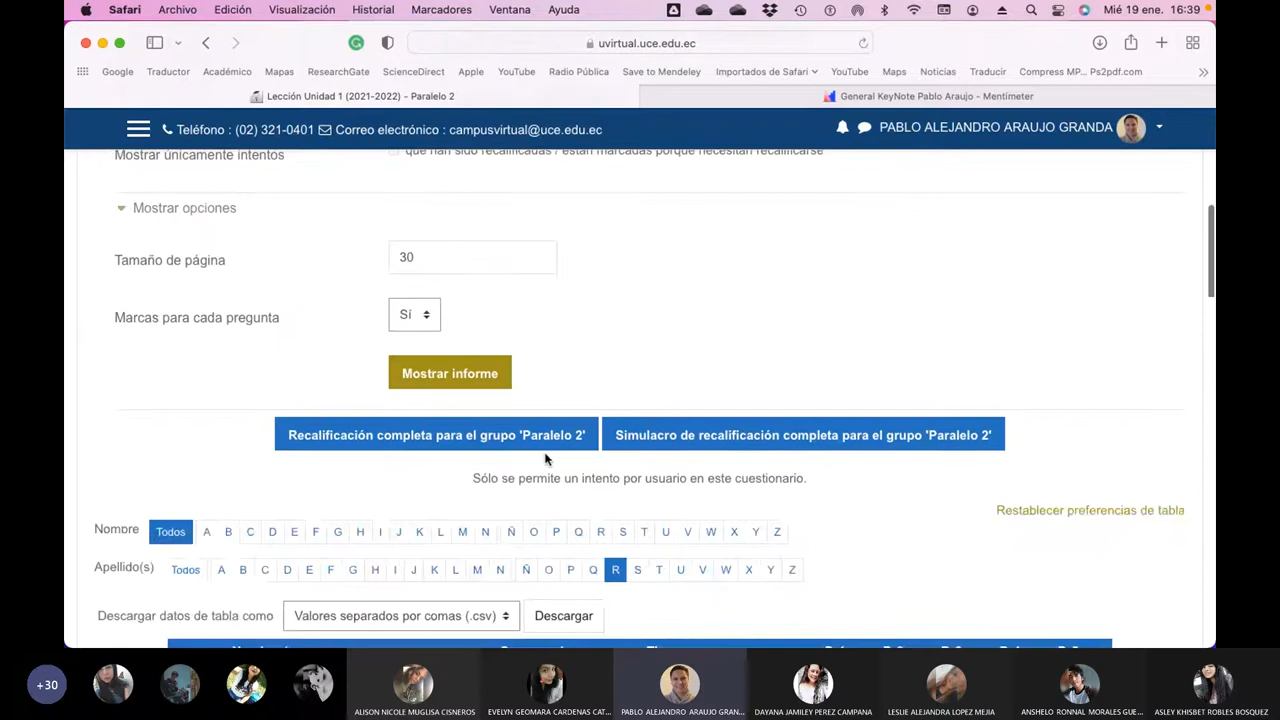 Safari Archivo Edición Visualización Historial Marcadores Ventana Ayuda Mié 19 ene. 16:39
uvirtual.uce.edu.ec
Google Traductor Académico Mapas ResearchGate ScienceDirect Apple YouTube Radio Pública Save to Mendeley Importados de Safari YouTube Maps Noticias Traducir Compress MP... Ps2pdf.com
Lección Unidad 1 (2021-2022) - Paralelo 2 General KeyNote Pablo Araujo - Mentimeter
Teléfono : (02) 321-0401 Correo electrónico : campusvirtual@uce.edu.ec PABLO ALEJANDRO ARAUJO GRANDA
Mostrar únicamente intentos que han sido recalificadas / están marcadas porque necesitan recalificarse
Mostrar opciones
Tamaño de página 30
Marcas para cada pregunta Sí
Mostrar informe
Recalificación completa para el grupo 'Paralelo 2' Simulacro de recalificación completa para el grupo 'Paralelo 2'
Sólo se permite un intento por usuario en este cuestionario.
Restablecer preferencias de tabla
Nombre Todos A B C D E F G H I J K L M N Ñ O P Q R S T U V W X Y Z
Apellido(s) Todos A B C D E F G H I J K L M N Ñ O P Q R S T U V W X Y Z
Descargar datos de tabla como Valores separados por comas (.csv) Descargar
+30 ALISON NICOLE MUGLISA CISNEROS EVELYN GEOMARA CARDENAS CAT... PABLO ALEJANDRO ARAUJO GRAN... DAYANA JAMILEY PEREZ CAMPANA LESLIE ALEJANDRA LOPEZ MEJIA ANSHELO RONNAL MORALES GUE... ASLEY KHISBET ROBLES BOSQUEZ